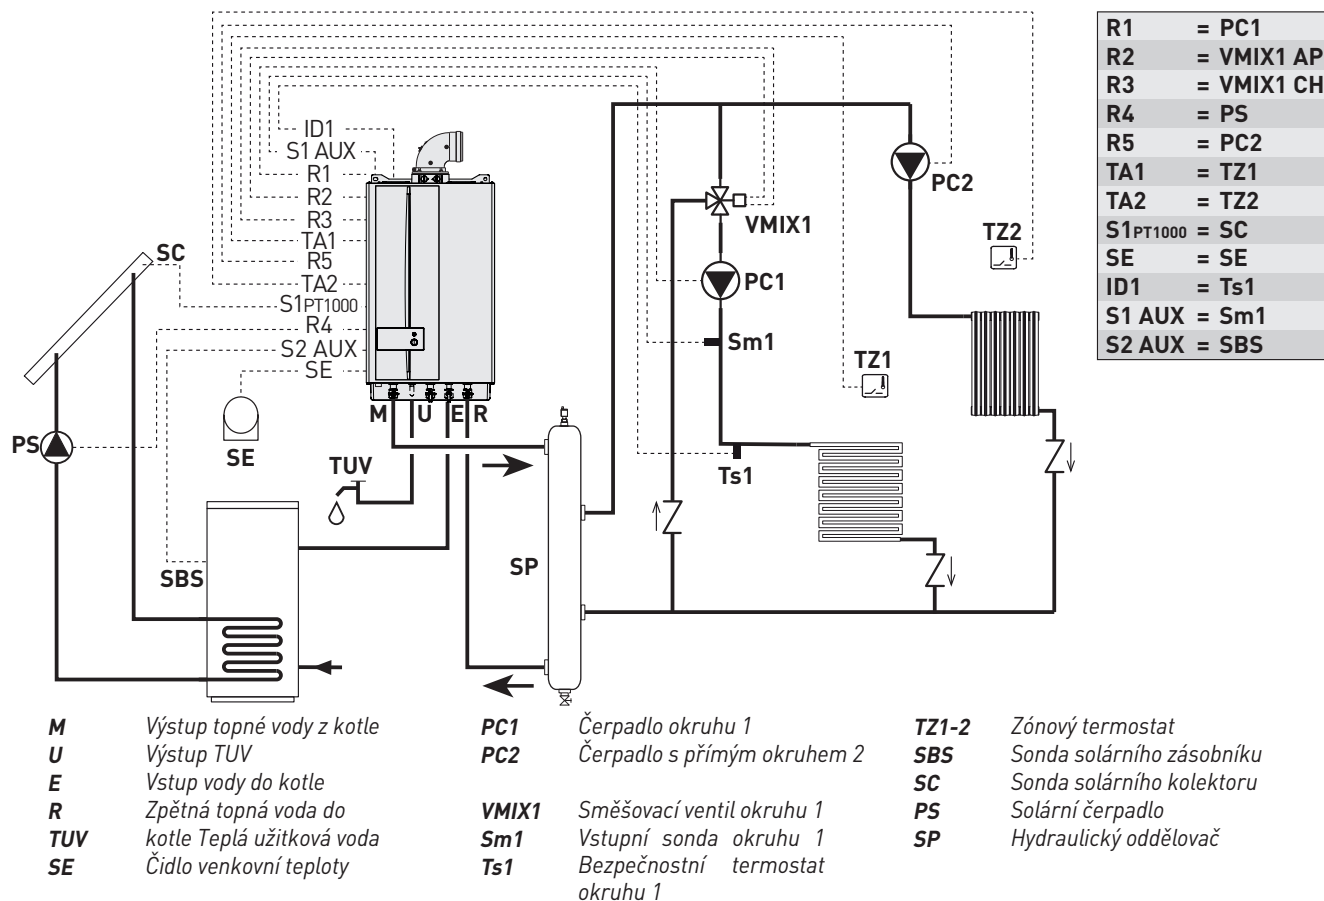 ID1
S1 AUX
R1
R2
R3
TA1
R5
TA2
S1PT1000
R4
S2 AUX
SE
SC
PS
SE
SBS
M U E R
TUV
SP
VMIX1
PC1
Sm1
Ts1
TZ1
PC2
TZ2
R1 = PC1
R2 = VMIX1 AP
R3 = VMIX1 CH
R4 = PS
R5 = PC2
TA1 = TZ1
TA2 = TZ2
S1PT1000 = SC
SE = SE
ID1 = Ts1
S1 AUX = Sm1
S2 AUX = SBS
M Výstup topné vody z kotle
U Výstup TUV
E Vstup vody do kotle
R Zpětná topná voda do
TUV kotle Teplá užitková voda
SE Čidlo venkovní teploty
PC1 Čerpadlo okruhu 1
PC2 Čerpadlo s přímým okruhem 2
VMIX1 Směšovací ventil okruhu 1
Sm1 Vstupní sonda okruhu 1
Ts1 Bezpečnostní termostat
okruhu 1
TZ1-2 Zónový termostat
SBS Sonda solárního zásobníku
SC Sonda solárního kolektoru
PS Solární čerpadlo
SP Hydraulický oddělovač